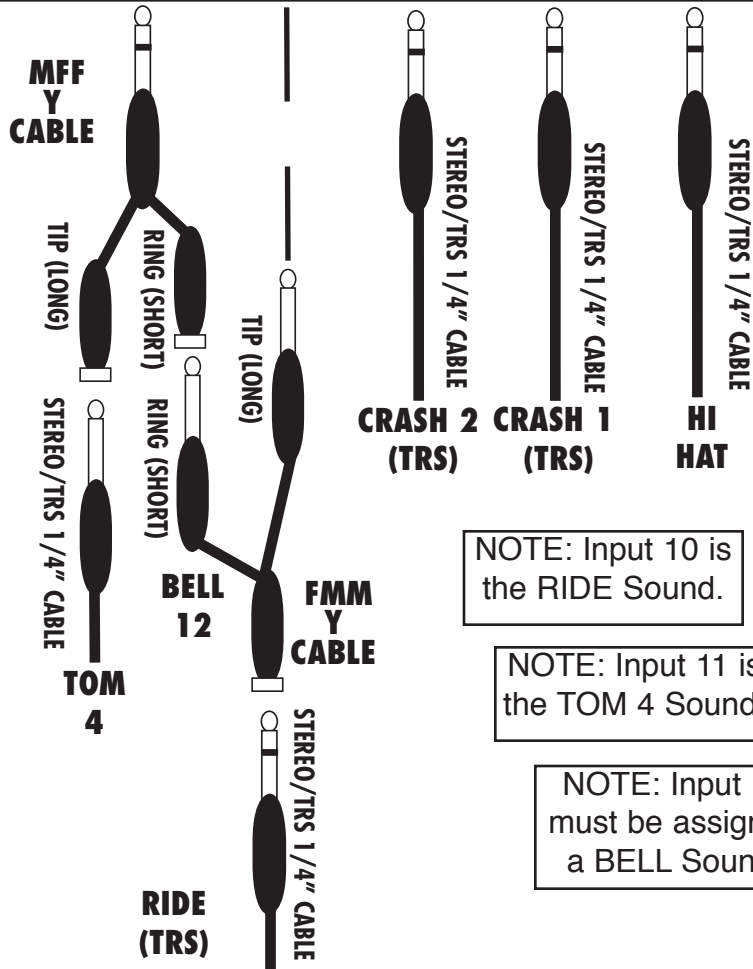 MFF
Y
CABLE
TIP (LONG)
RING (SHORT)
STEREO/TRS 1/4" CABLE
TOM
4
RING (SHORT)
BELL
12
TIP (LONG)
FMM
Y
CABLE
STEREO/TRS 1/4" CABLE
RIDE
(TRS)
STEREO/TRS 1/4" CABLE
CRASH 2
(TRS)
STEREO/TRS 1/4" CABLE
CRASH 1
(TRS)
STEREO/TRS 1/4" CABLE
HI
HAT
NOTE: Input 10 is
the RIDE Sound.
NOTE: Input 11 is
the TOM 4 Sound
NOTE: Input
must be
a BELL